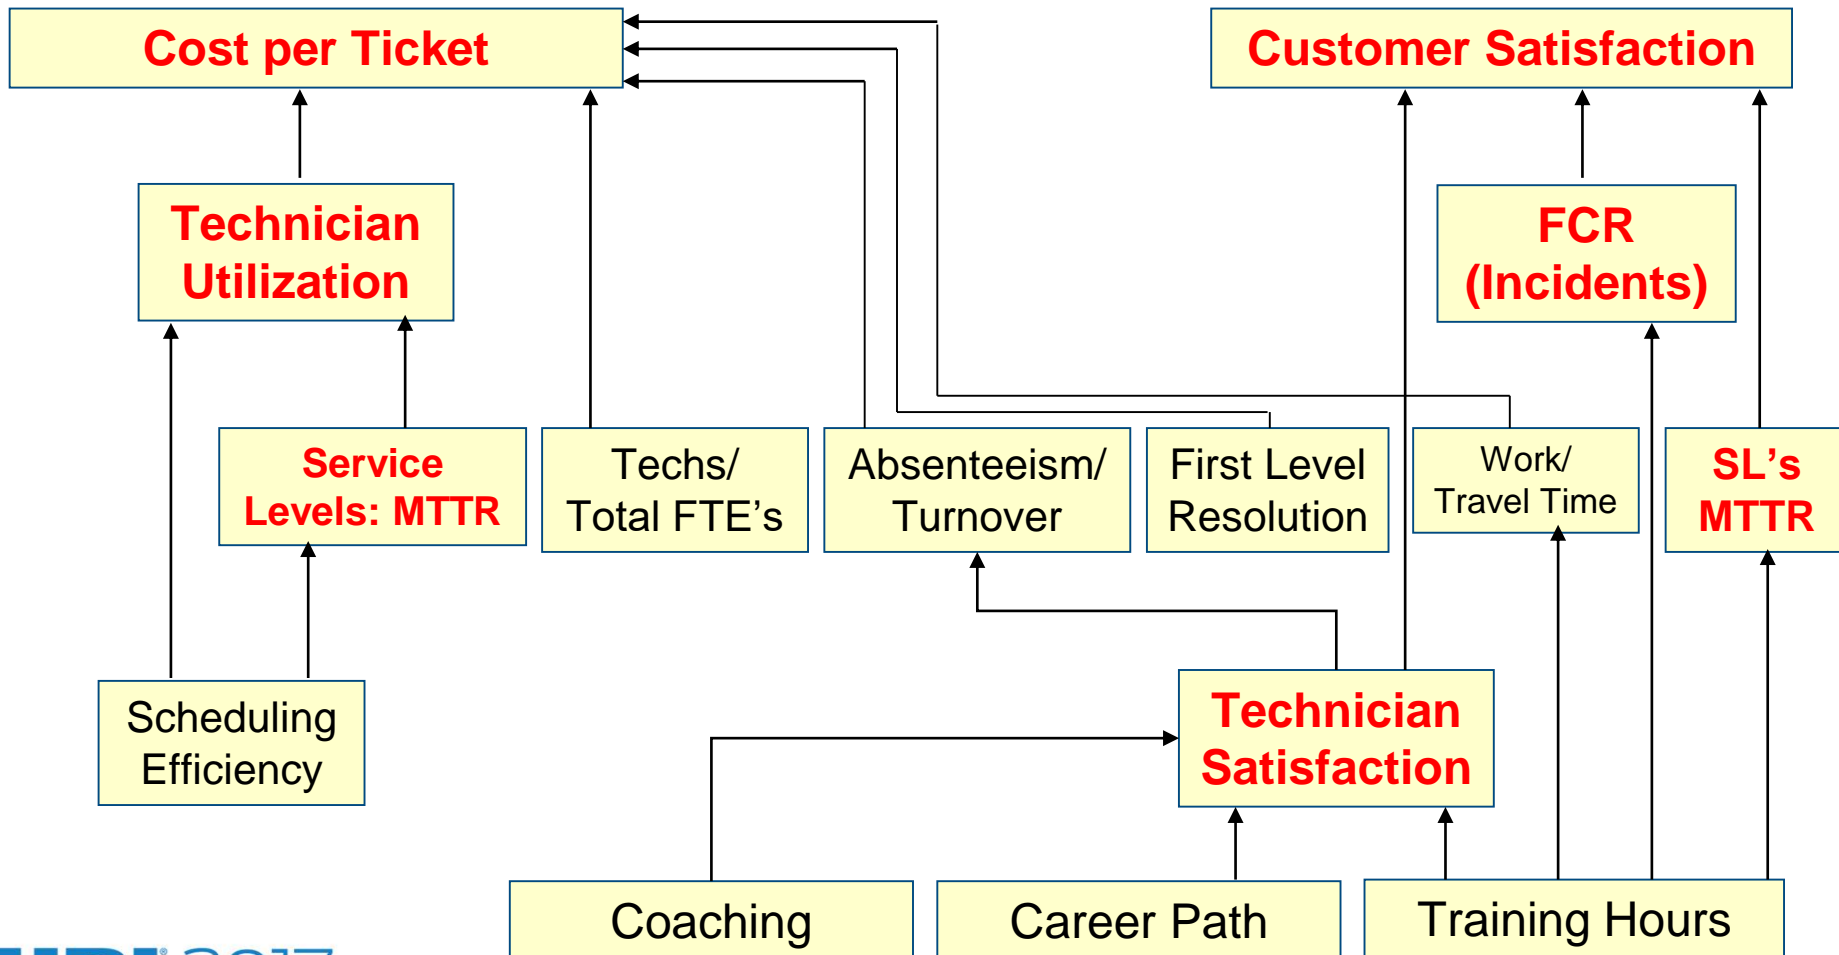 Cost per Ticket
Customer Satisfaction
Technician
Utilization
FCR
(Incidents)
Service
Levels: MTTR
Techs/
Total FTE's
Absenteeism/
Turnover
First Level
Resolution
Work/
Travel Time
SL’s
MTTR
Scheduling
Efficiency
Technician
Satisfaction
Coaching
Career Path
Training Hours